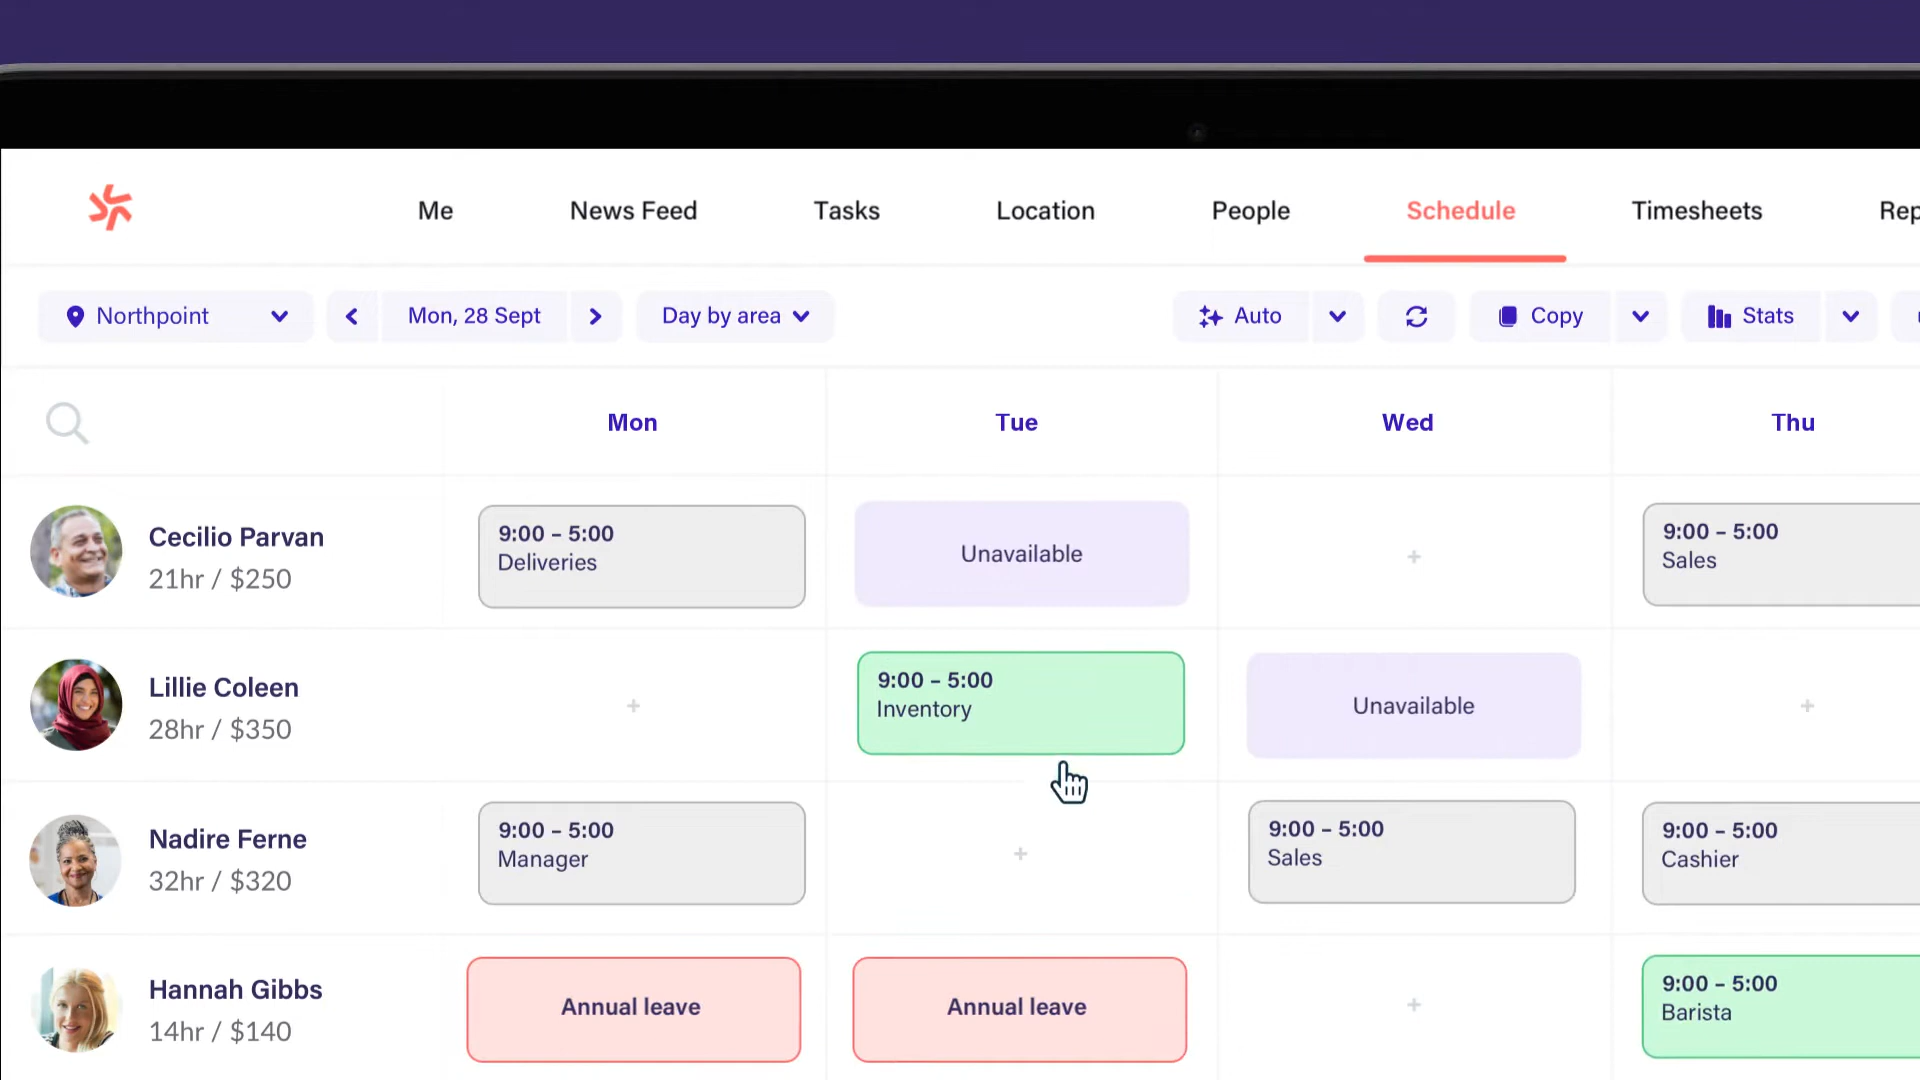 Me News Feed Tasks Location People Schedule Timesheets Rep
Northpoint Mon, 28 Sept Day by area Auto Copy Stats
Mon Tue Wed Thu
Cecilio Parvan
21hr / $250
9:00 – 5:00
Deliveries
Unavailable
9:00 – 5:00
Sales
Lillie Coleen
28hr / $350
9:00 – 5:00
Inventory
Unavailable
Nadire Ferne
32hr / $320
9:00 – 5:00
Manager
9:00 – 5:00
Sales
9:00 – 5:00
Cashier
Hannah Gibbs
14hr / $140
Annual leave
Annual leave
9:00 – 5:00
Barista